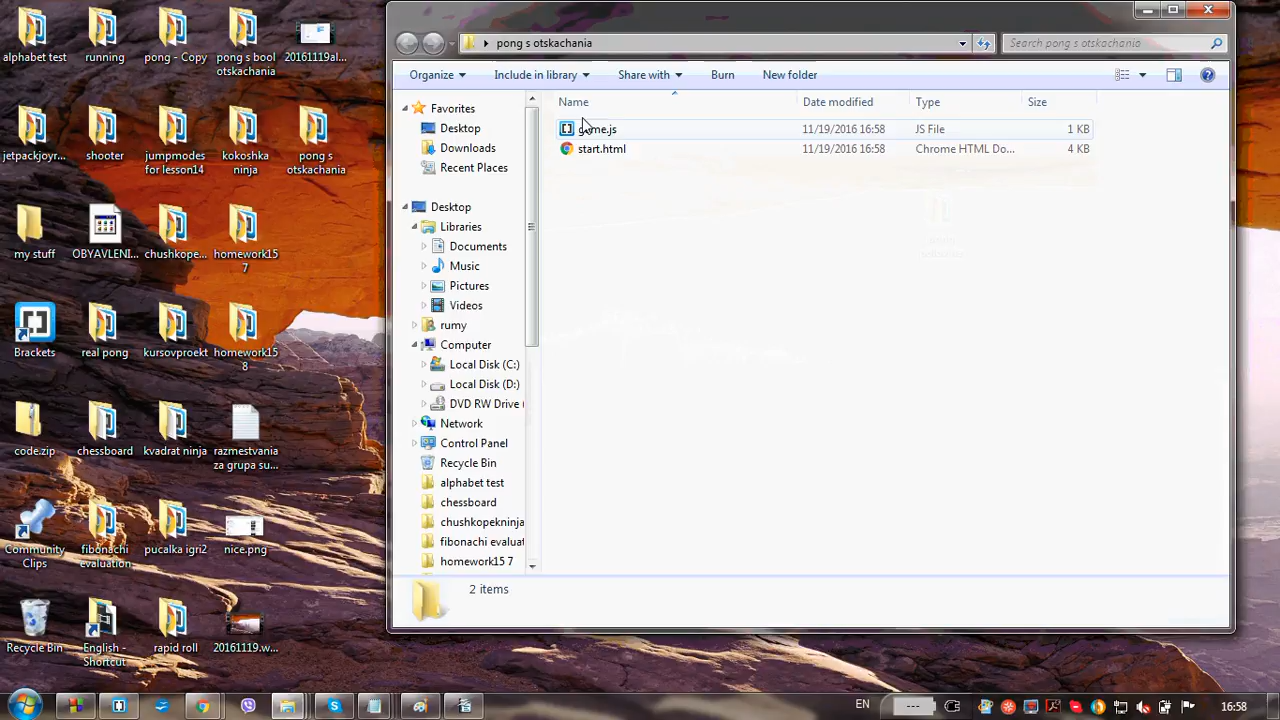 alphabet test
running
pong - Copy
pong s bool
otskachania
20161119al...
jetpackjoyr...
shooter
jumpmodes
for lesson14
kokoshka
ninja
pong s
otskachania
my stuff
OBYAVLENI...
chushkope...
homework15
7
Brackets
real pong
kursovproekt
homework15
8
code.zip
chessboard
kvadrat ninja
razmestvania
za grupa su...
Community
Clips
fibonachi
evaluation
pucalka igri2
nice.png
Recycle Bin
English -
Shortcut
rapid roll
20161119.w...
pong s otskachania
Search pong s otskachania
Organize
Include in library
Share with
Burn
New folder
Name
Date modified
Type
Size
game.js
11/19/2016 16:58
JS File
1 KB
start.html
11/19/2016 16:58
Chrome HTML Do...
4 KB
Favorites
Desktop
Downloads
Recent Places
Desktop
Libraries
Documents
Music
Pictures
Videos
rumy
Computer
Local Disk (C:)
Local Disk (D:)
DVD RW Drive (
Network
Control Panel
Recycle Bin
alphabet test
chessboard
chushkopekninja
fibonachi evaluat
homework15 7
2 items
EN
16:58